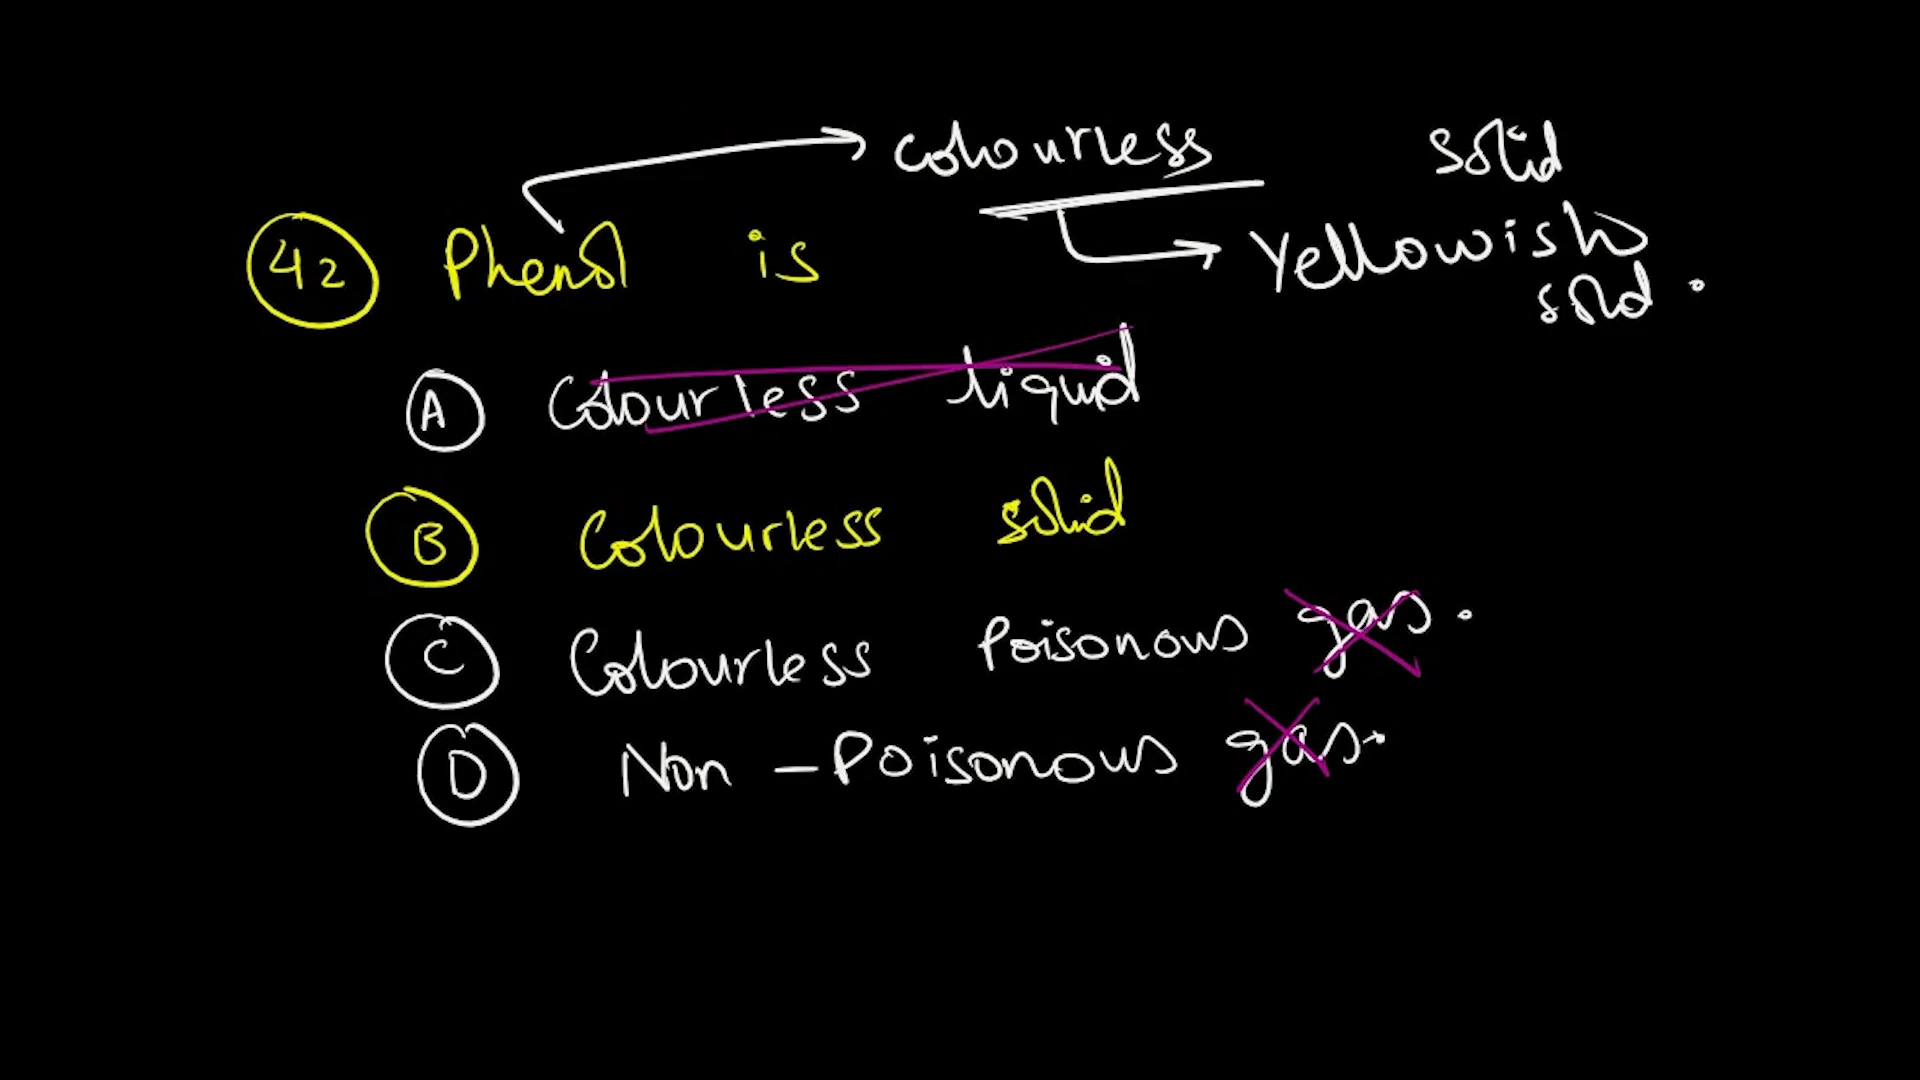 Colourless solid
Yellowish
solid.
42 Phenol is
A Colourless liquid
B Colourless solid
C Colourless Poisonous gas.
D Non-Poisonous gas.